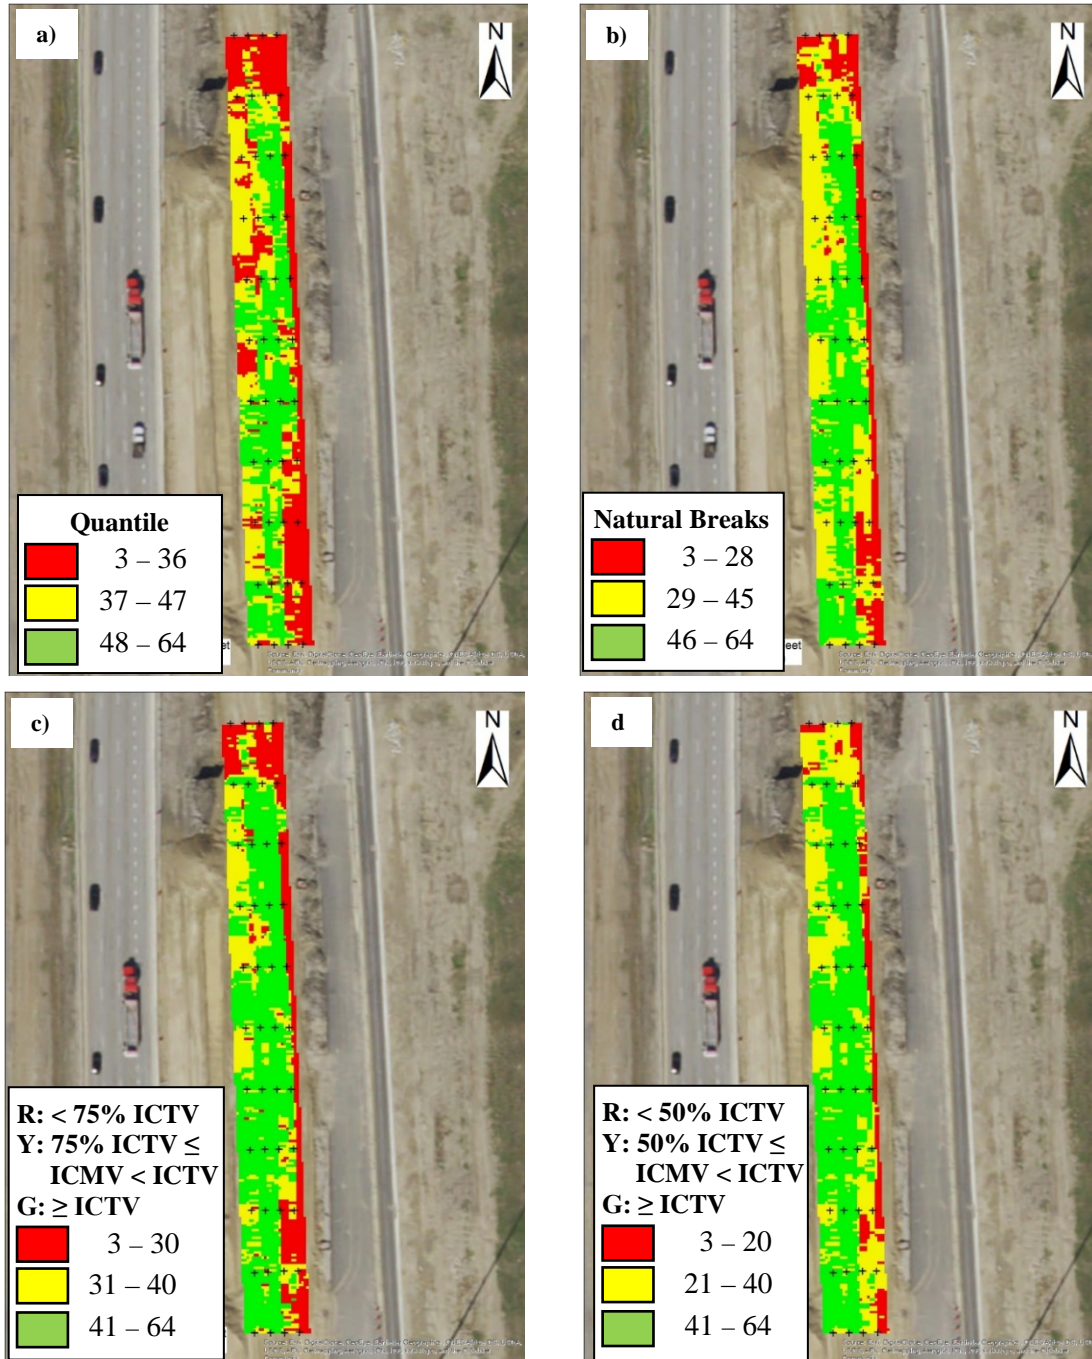 a)
N
Quantile
3 – 36
37 – 47
48 – 64
b)
N
Natural Breaks
3 – 28
29 – 45
46 – 64
eet
c)
N
R: < 75% ICTV
Y: 75% ICTV ≤
ICMV < ICTV
G: ≥ ICTV
3 – 30
31 – 40
41 – 64
d
N
R: < 50% ICTV
Y: 50% ICTV ≤
ICMV < ICTV
G: ≥ ICTV
3 – 20
21 – 40
41 – 64